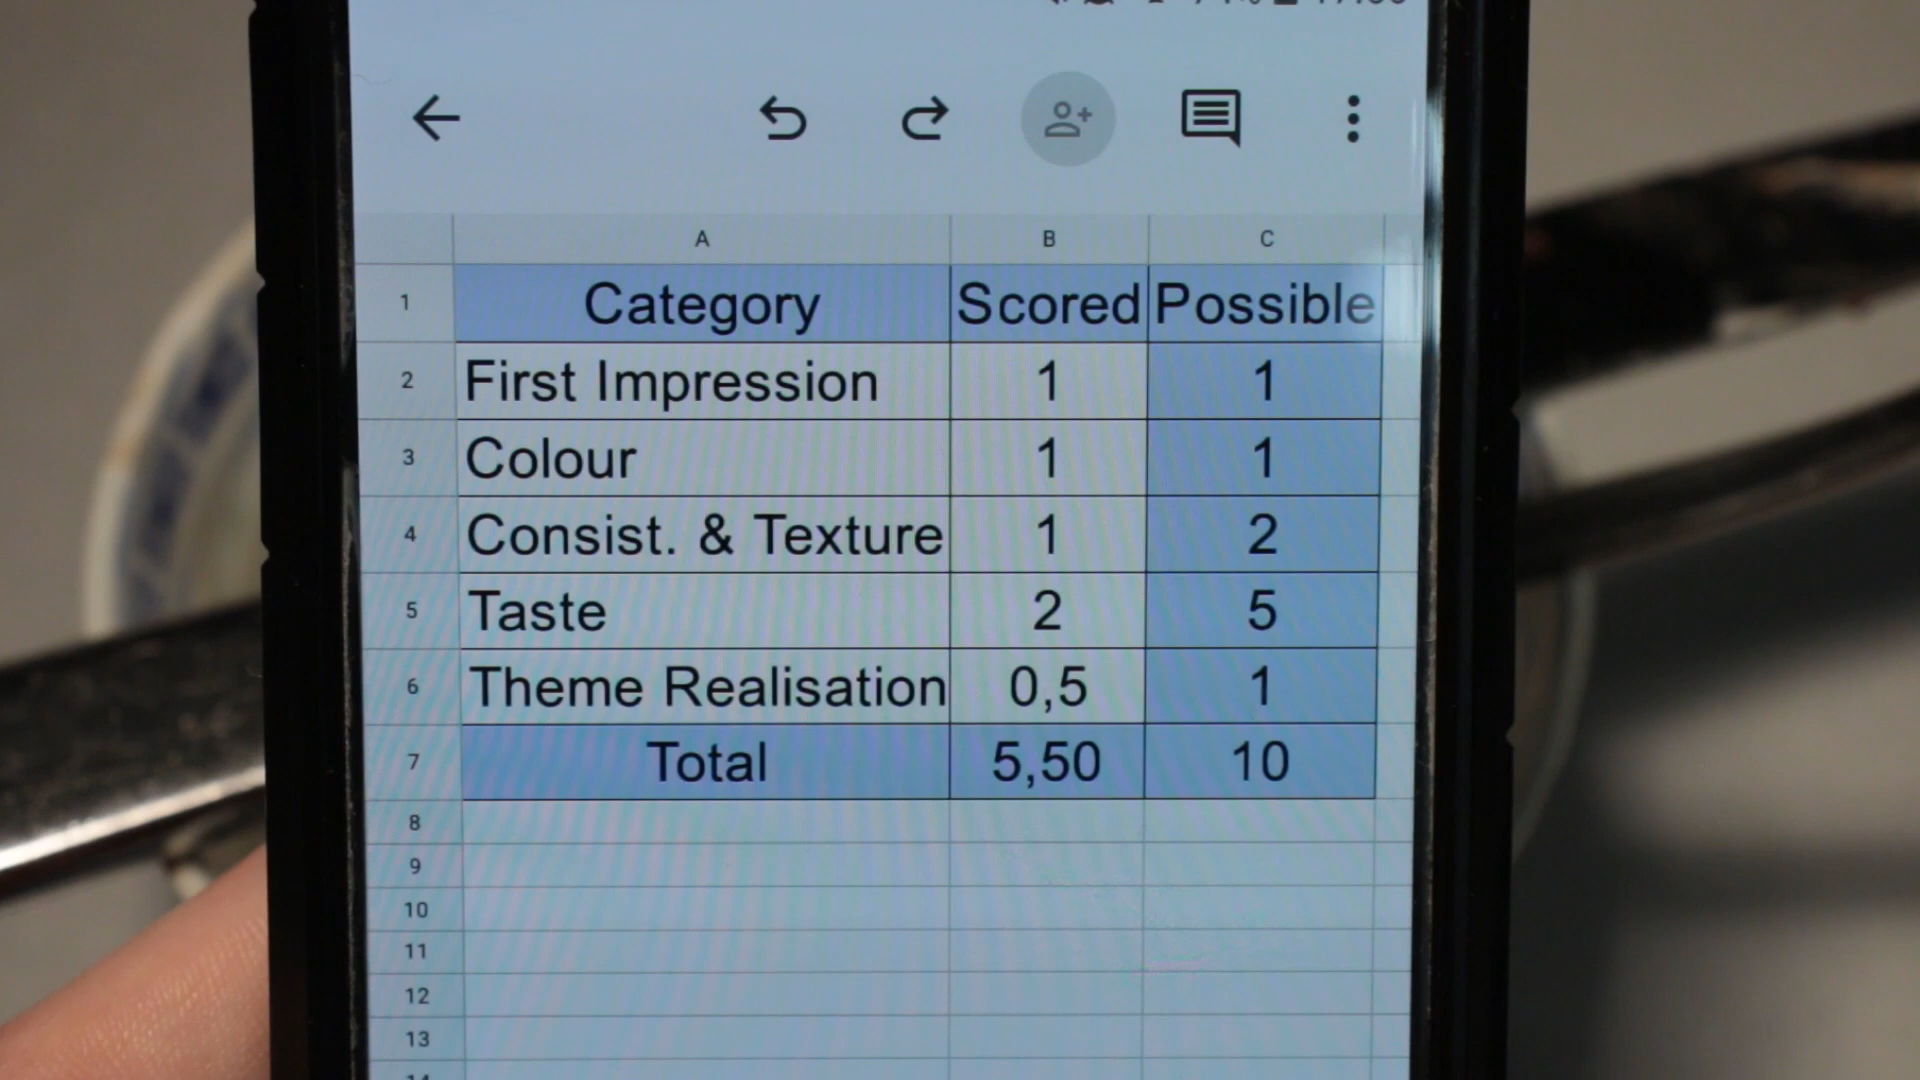 A B C
1 Category Scored Possible
2 First Impression 1 1
3 Colour 1 1
4 Consist. & Texture 1 2
5 Taste 2 5
6 Theme Realisation 0,5 1
7 Total 5,50 10
8
9
10
11
12
13